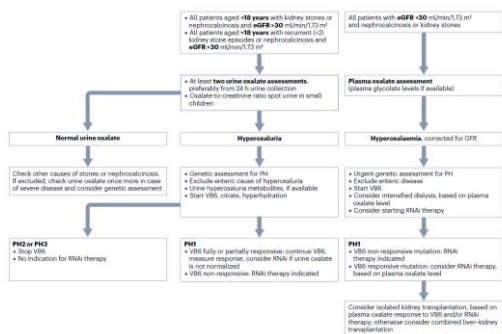 • All patients aged <18 years with kidney stones or
nephrocalcinosis and eGFR >30 ml/min/1.73 m²
• All patients aged >18 years with recurrent (>2)
kidney stone episodes or nephrocalcinosis and
eGFR >30 ml/min/1.73 m²
All patients with eGFR <30 ml/min/1.73 m²
and nephrocalcinosis or kidney stones
• At least two urine oxalate assessments,
preferably from 24 h urine collection
• Oxalate-to-creatinine ratio spot urine in small
children
Plasma oxalate assessment
(plasma glycolate levels if available)
Normal urine oxalate
Hyperoxaluria
Hyperoxalaemia, corrected for GFR
Check other causes of stones or nephrocalcinosis.
If excluded, check urine oxalate once more in case
of severe disease and consider genetic assessment
• Genetic assessment for PH
• Exclude enteric cause of hyperoxaluria
• Urine hyperoxaluria metabolites, if available
• Start VB6, citrate, hyperhydration
• Urgent genetic assessment for PH
• Exclude enteric disease
• Start VB6
• Consider intensified dialysis, based on plasma
oxalate level
• Consider starting RNAi therapy
PH2 or PH3
• Stop VB6
• No indication for RNAi therapy
PH1
• VB6 fully or partially responsive: continue VB6,
measure response, consider RNAi if urine oxalate
is not normalized
• VB6 non-responsive: RNAi therapy indicated
PH1
• VB6 non-responsive mutation: RNAi
therapy indicated
• VB6 responsive mutation: consider RNAi therapy,
based on plasma oxalate level
Consider isolated kidney transplantation, based on
plasma oxalate response to VB6 and/or RNAi
therapy; otherwise consider combined liver–kidney
transplantation